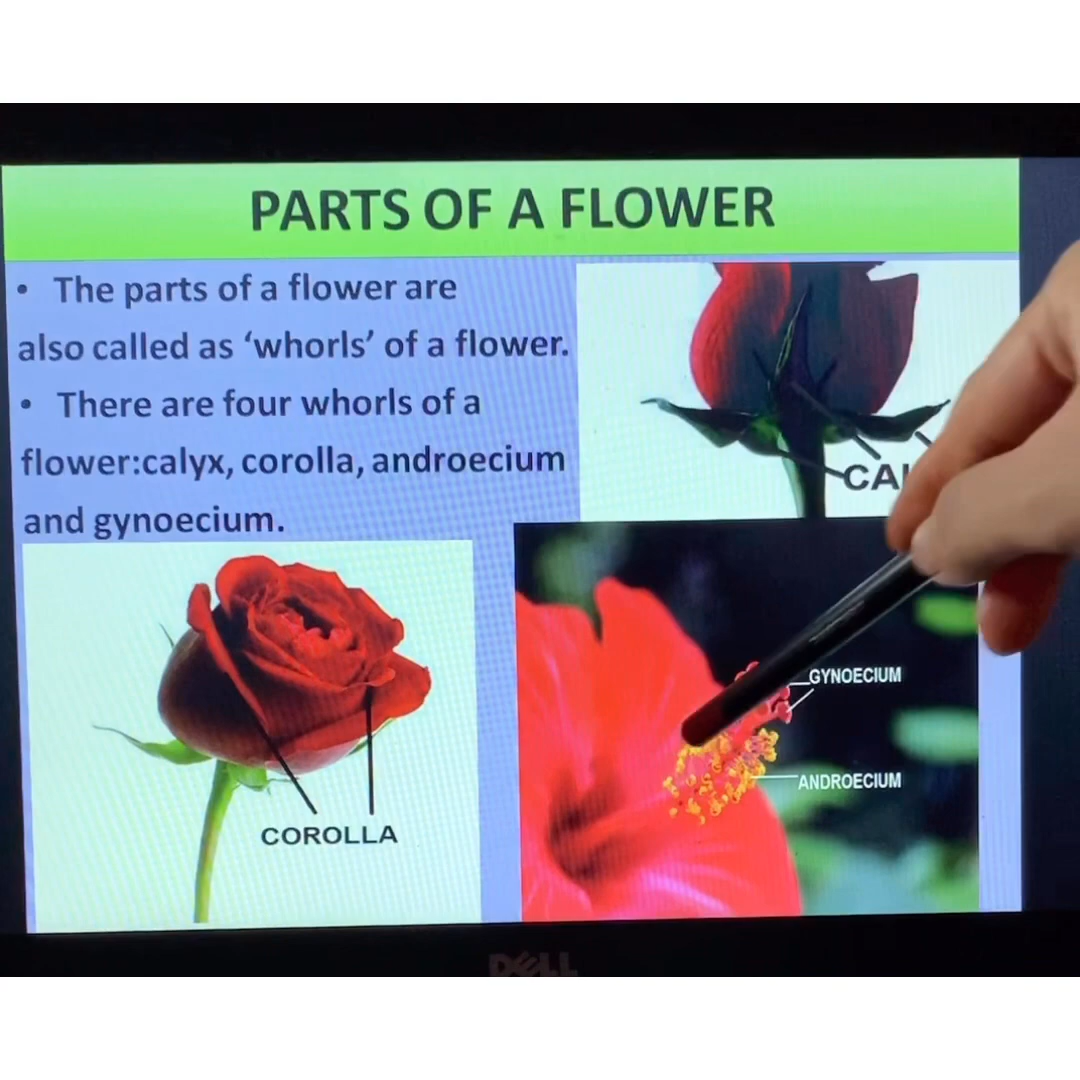 PARTS OF A FLOWER
• The parts of a flower are
also called as ‘whorls’ of a flower.
• There are four whorls of a
flower:calyx, corolla, androecium
and gynoecium.
COROLLA
GYNOECIUM
ANDROECIUM
DELL